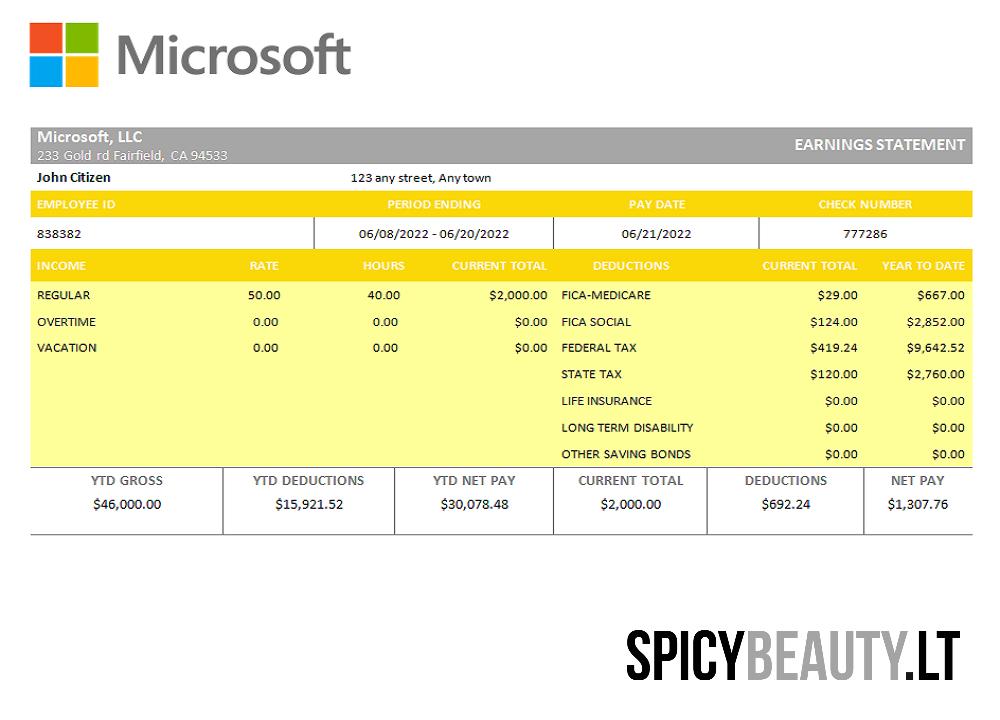 Microsoft
Microsoft, LLC
233 Gold rd Fairfield, CA 94533
EARNINGS STATEMENT
John Citizen 123 any street, Any town
EMPLOYEE ID PERIOD ENDING PAY DATE CHECK NUMBER
838382 06/08/2022 - 06/20/2022 06/21/2022 777286
INCOME RATE HOURS CURRENT TOTAL DEDUCTIONS CURRENT TOTAL YEAR TO DATE
REGULAR 50.00 40.00 $2,000.00 FICA-MEDICARE $29.00 $667.00
OVERTIME 0.00 0.00 $0.00 FICA SOCIAL $124.00 $2,852.00
VACATION 0.00 0.00 $0.00 FEDERAL TAX $419.24 $9,642.52
STATE TAX $120.00 $2,760.00
LIFE INSURANCE $0.00 $0.00
LONG TERM DISABILITY $0.00 $0.00
OTHER SAVING BONDS $0.00 $0.00
YTD GROSS YTD DEDUCTIONS YTD NET PAY CURRENT TOTAL DEDUCTIONS NET PAY
$46,000.00 $15,921.52 $30,078.48 $2,000.00 $692.24 $1,307.76
SPICYBEAUTY.LT